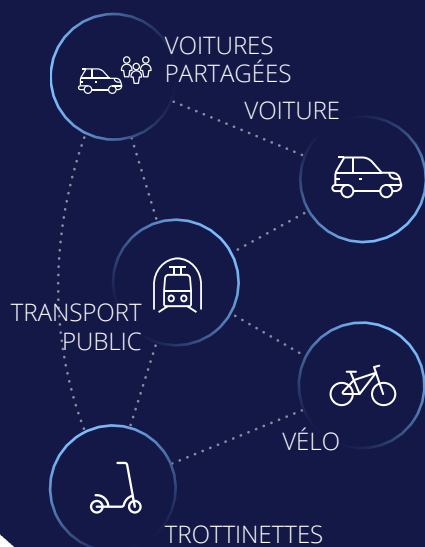 VOITURES
PARTAGÉES
VOITURE
TRANSPORT
PUBLIC
VÉLO
TROTTINETTES